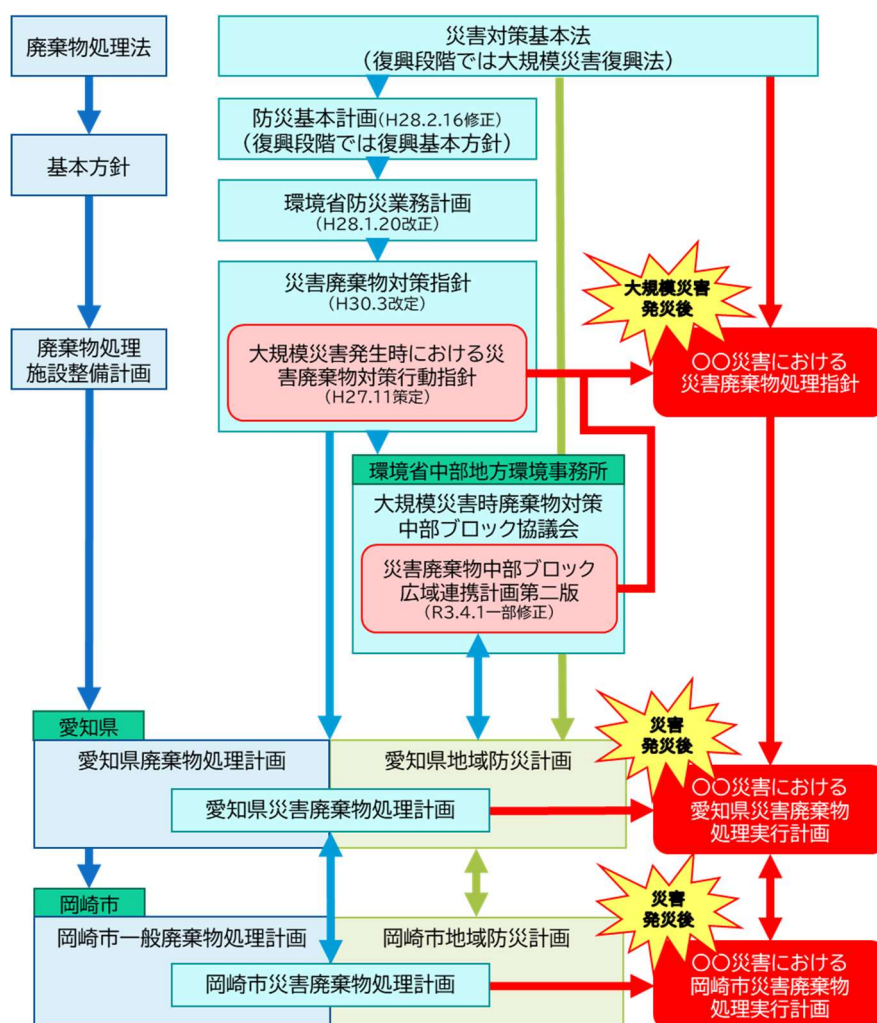 廃棄物処理法
災害対策基本法
(復興段階では大規模災害復興法)
防災基本計画(H28.2.16修正)
(復興段階では復興基本方針)
基本方針
環境省防災業務計画
(H28.1.20改正)
災害廃棄物対策指針
(H30.3改定)
大規模災害発生時における災
害廃棄物対策行動指針
(H27.11策定)
大規模災害
発災後
〇〇災害における
災害廃棄物処理指針
廃棄物処理
施設整備計画
環境省中部地方環境事務所
大規模災害時廃棄物対策
中部ブロック協議会
災害廃棄物中部ブロック
広域連携計画第二版
(R3.4.1一部修正)
愛知県
愛知県廃棄物処理計画
愛知県地域防災計画
愛知県災害廃棄物処理計画
災害
発災後
〇〇災害における
愛知県災害廃棄物
処理実行計画
岡崎市
岡崎市一般廃棄物処理計画
岡崎市地域防災計画
岡崎市災害廃棄物処理計画
災害
発災後
〇〇災害における
岡崎市災害廃棄物
処理実行計画